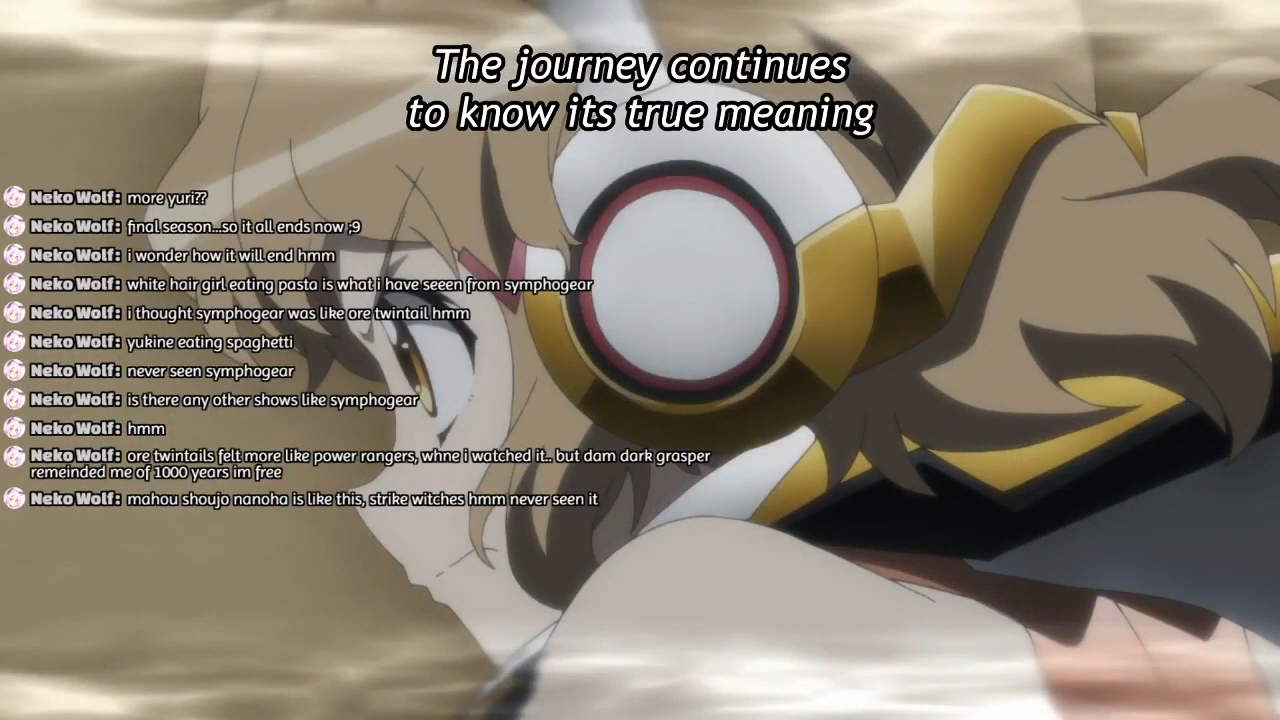 The journey continues
to know its true meaning
Neko Wolf: more yuri??
Neko Wolf: final season...so it all ends now ;9
Neko Wolf: i wonder how it will end hmm
Neko Wolf: white hair girl eating pasta is what i have seeen from symphogear
Neko Wolf: i thought symphogear was like ore twintail hmm
Neko Wolf: yukine eating spaghetti
Neko Wolf: never seen symphogear
Neko Wolf: is there any other shows like symphogear
Neko Wolf: hmm
Neko Wolf: ore twintails felt more like power rangers, whne i watched it.. but dam dark grasper
remeinded me of 1000 years im free
Neko Wolf: mahou shoujo nanoha is like this, strike witches hmm never seen it